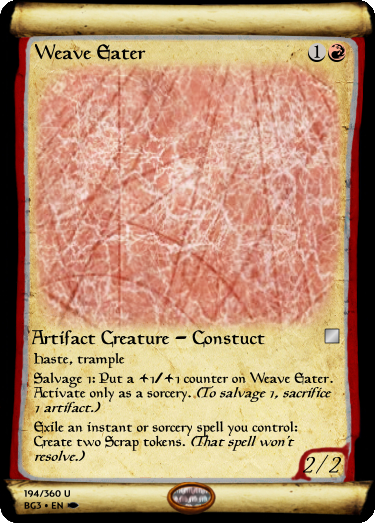 Weave Eater 1
Artifact Creature – Constuct
Haste, trample
Salvage 1: Put a +1/+1 counter on Weave Eater.
Activate only as a sorcery. (To salvage 1, sacrifice
1 artifact.)
Exile an instant or sorcery spell you control:
Create two Scrap tokens. (That spell won't
resolve.)
2/2
194/360 U
BG3 • EN